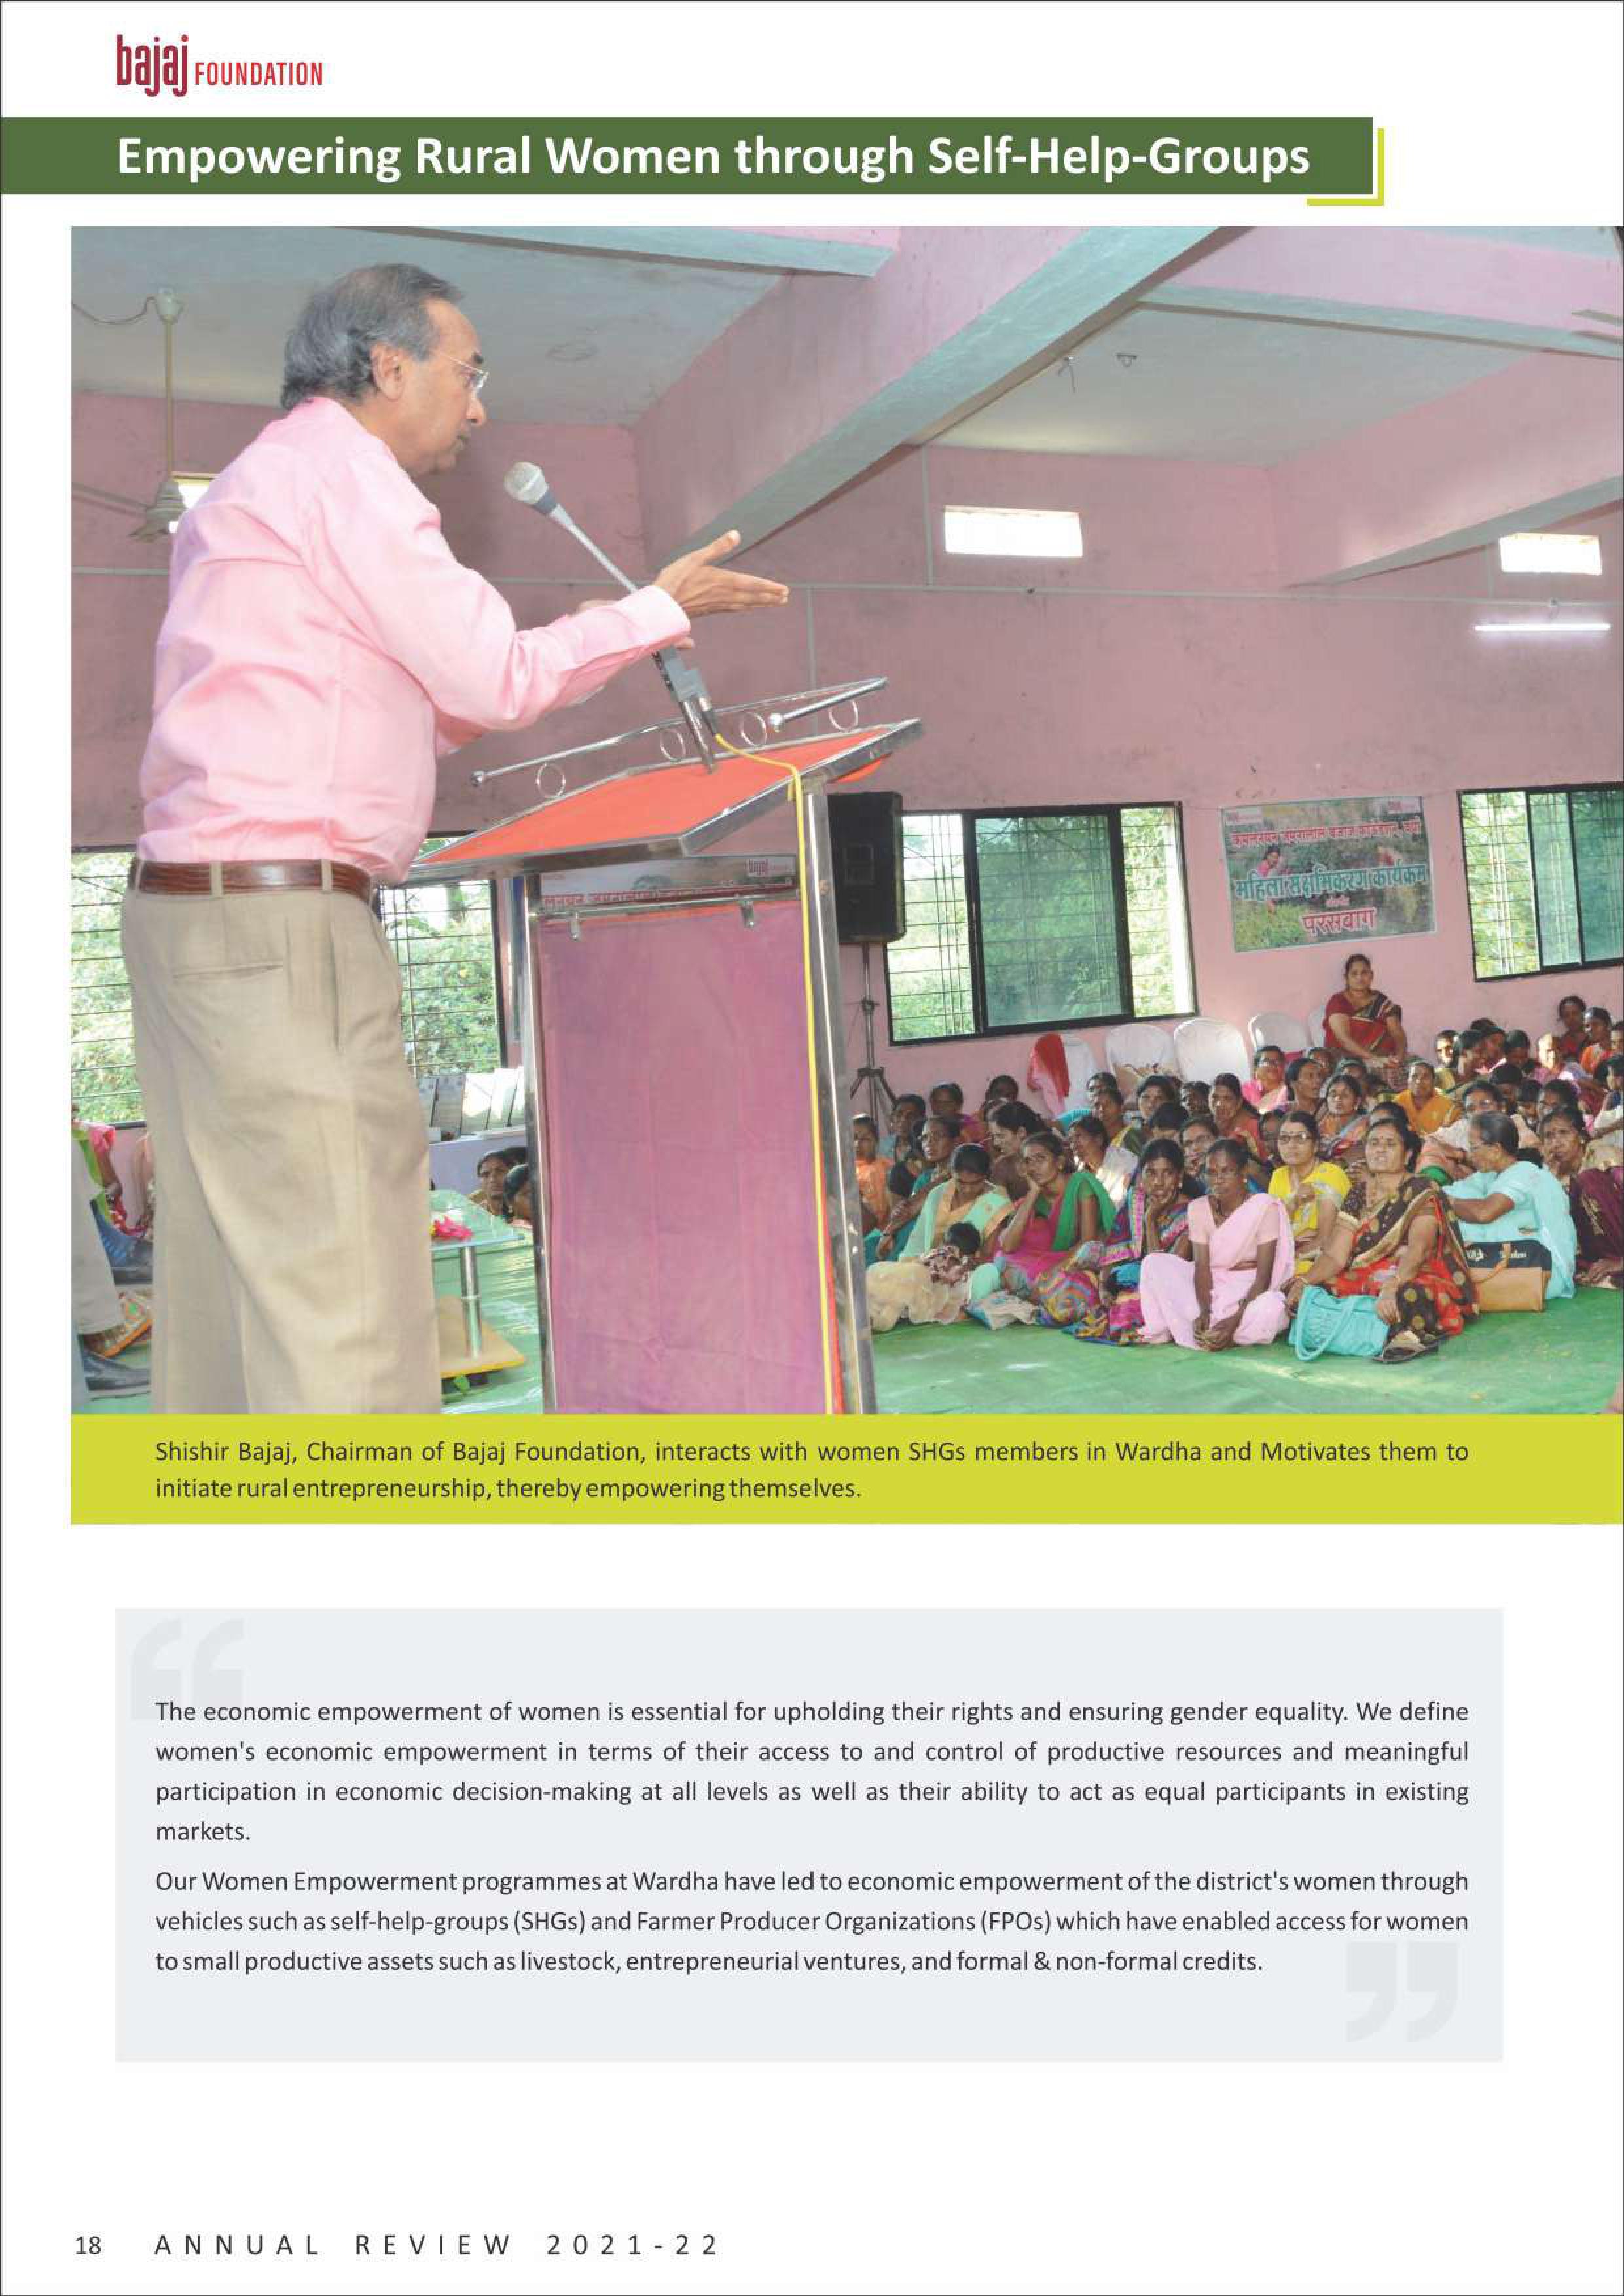 bajaj FOUNDATION
Empowering Rural Women through Self-Help-Groups
महिला सक्षमिकरण कार्यक्रम
परसबाग
Shishir Bajaj, Chairman of Bajaj Foundation, interacts with women SHGs members in Wardha and Motivates them to
initiate rural entrepreneurship, thereby empowering themselves.
The economic empowerment of women is essential for upholding their rights and ensuring gender equality. We define
women's economic empowerment in terms of their access to and control of productive resources and meaningful
participation in economic decision-making at all levels as well as their ability to act as equal participants in existing
markets.
Our Women Empowerment programmes at Wardha have led to economic empowerment of the district's women through
vehicles such as self-help-groups (SHGs) and Farmer Producer Organizations (FPOs) which have enabled access for women
to small productive assets such as livestock, entrepreneurial ventures, and formal & non-formal credits.
18 ANNUAL REVIEW 2021-22